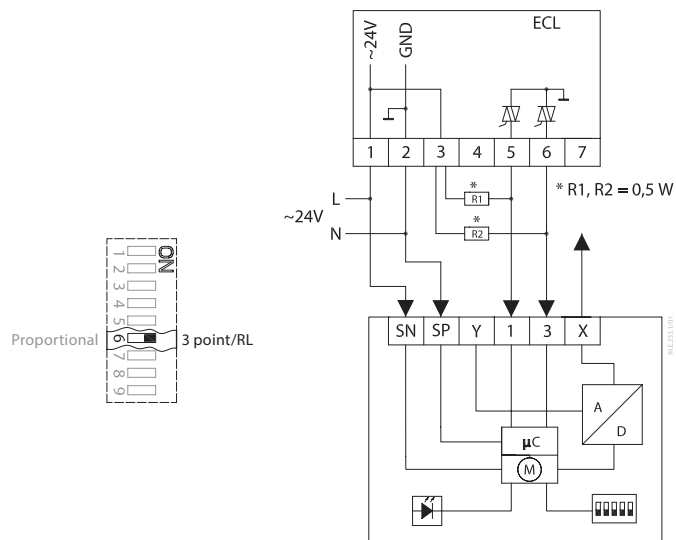 ECL
~24V
GND
1 2 3 4 5 6 7
* R1, R2 = 0,5 W
*
R1
*
R2
L
~24V
N
ON
1
2
3
4
5
Proportional 6 3 point/RL
7
8
9
SN SP Y 1 3 X
A
D
µC
M